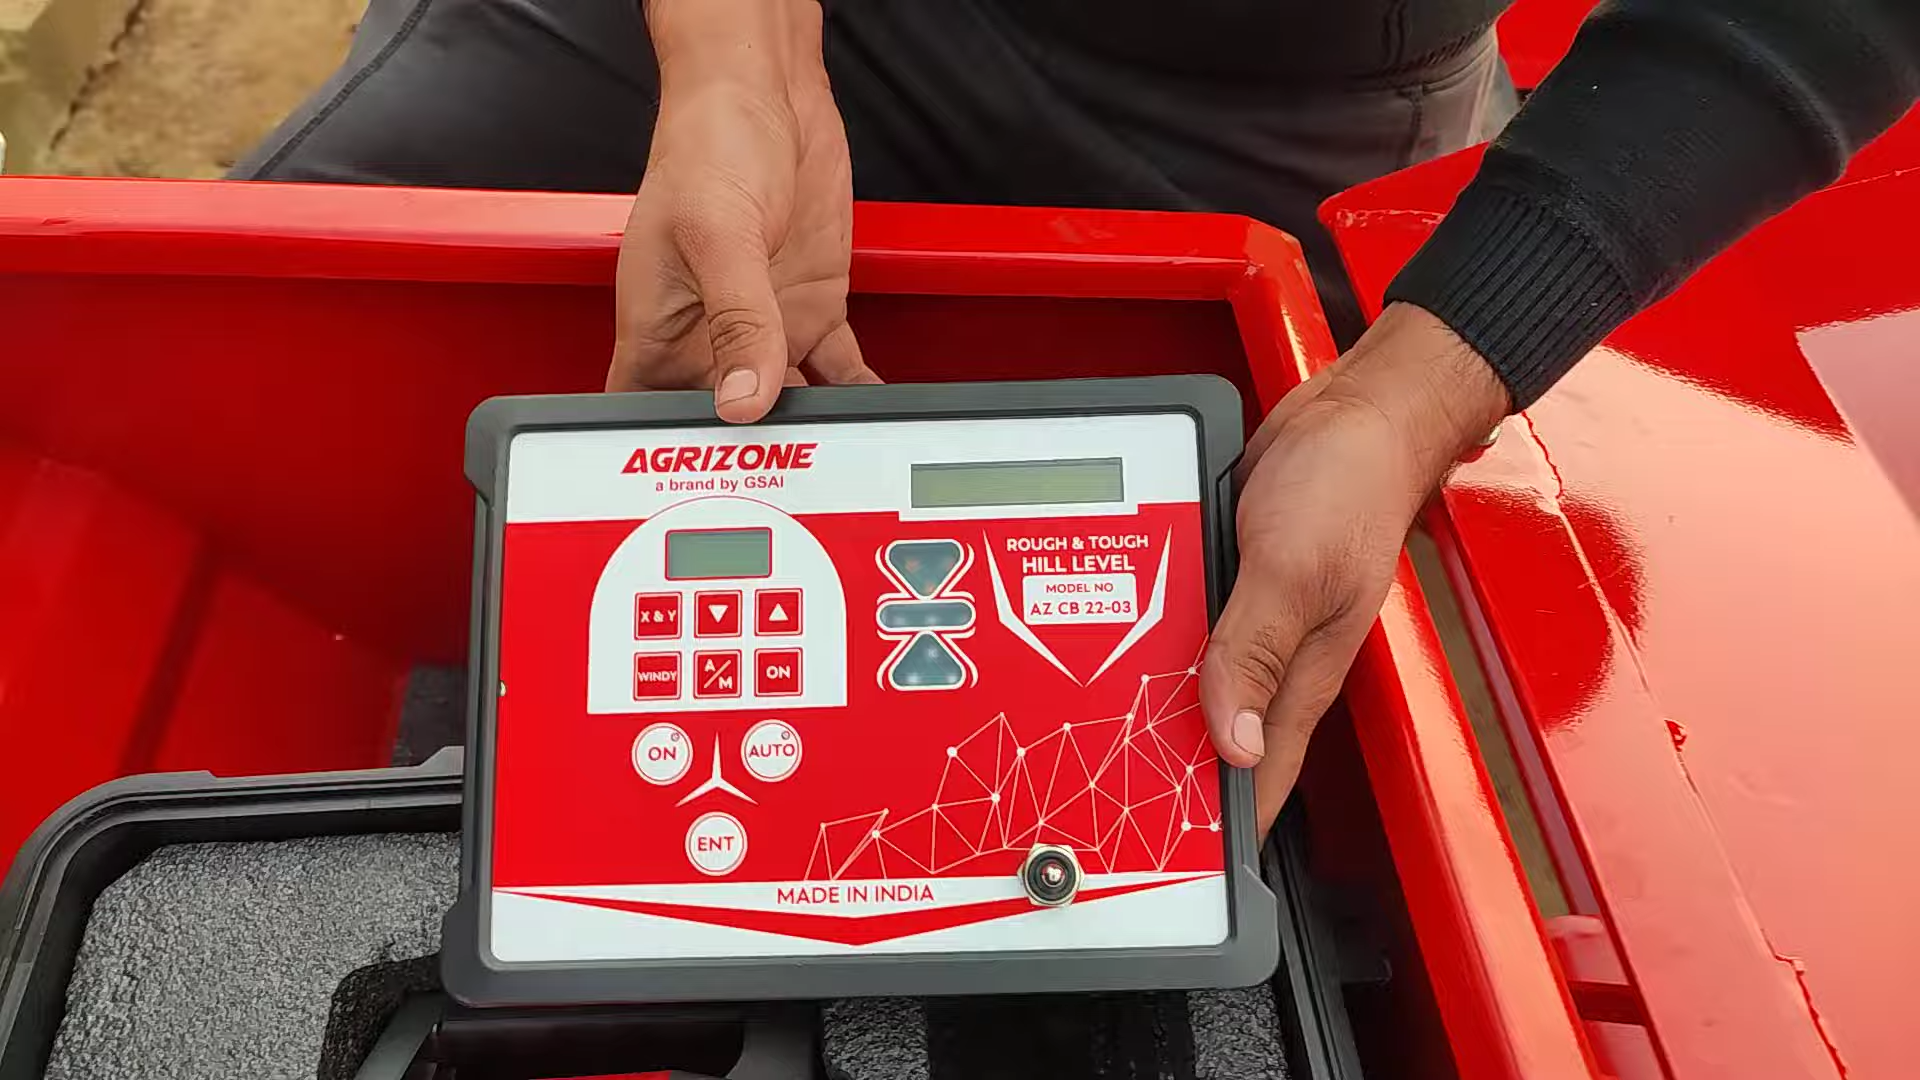 AGRIZONE
a brand by GSAI
ROUGH & TOUGH
HILL LEVEL
MODEL NO
AZ CB 22-03
X & Y
WINDY
A/M
ON
ON
AUTO
ENT
MADE IN INDIA